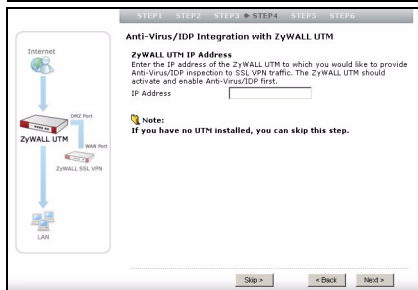 STEP1 STEP2 STEP3 STEP4 STEP5 STEP6
Anti-Virus/IDP Integration with ZyWALL UTM
Internet
DMZ Port
ZyWALL UTM
WAN Port
ZyWALL SSL VPN
LAN
ZyWALL UTM IP Address
Enter the IP address of the ZyWALL UTM to which you would like to provide
Anti-Virus/IDP inspection to SSL VPN traffic. The ZyWALL UTM should
activate and enable Anti-Virus/IDP first.
IP Address
Note:
If you have no UTM installed, you can skip this step.
Skip > < Back Next >